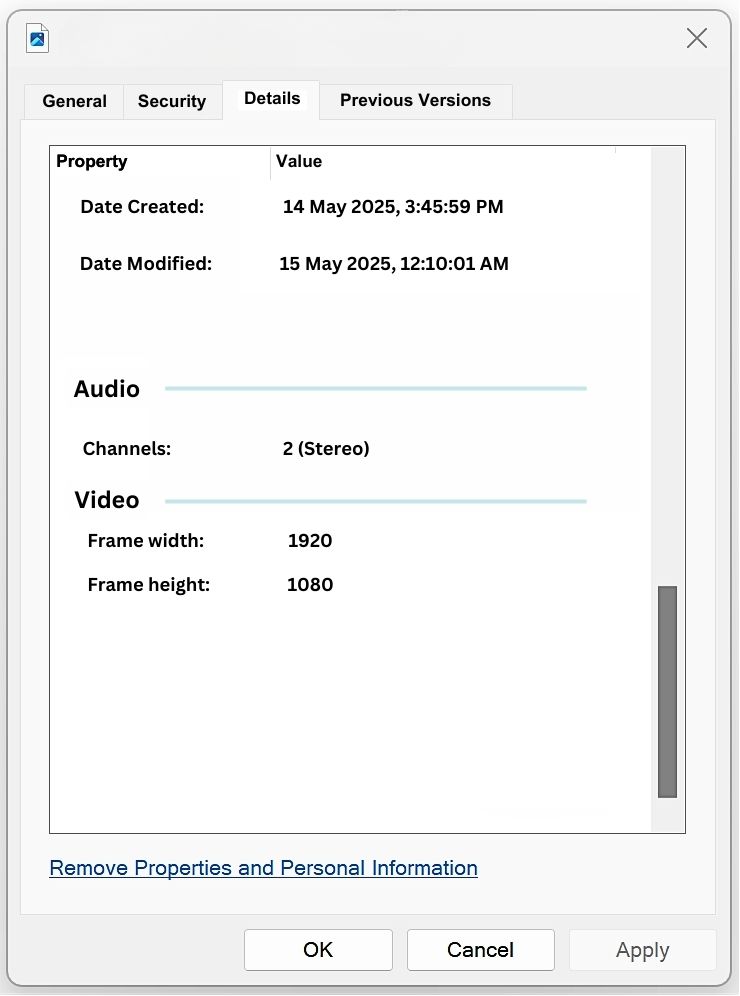 General Security Details Previous Versions
Property Value
Date Created: 14 May 2025, 3:45:59 PM
Date Modified: 15 May 2025, 12:10:01 AM
Audio
Channels: 2 (Stereo)
Video
Frame width: 1920
Frame height: 1080
Remove Properties and Personal Information
OK Cancel Apply